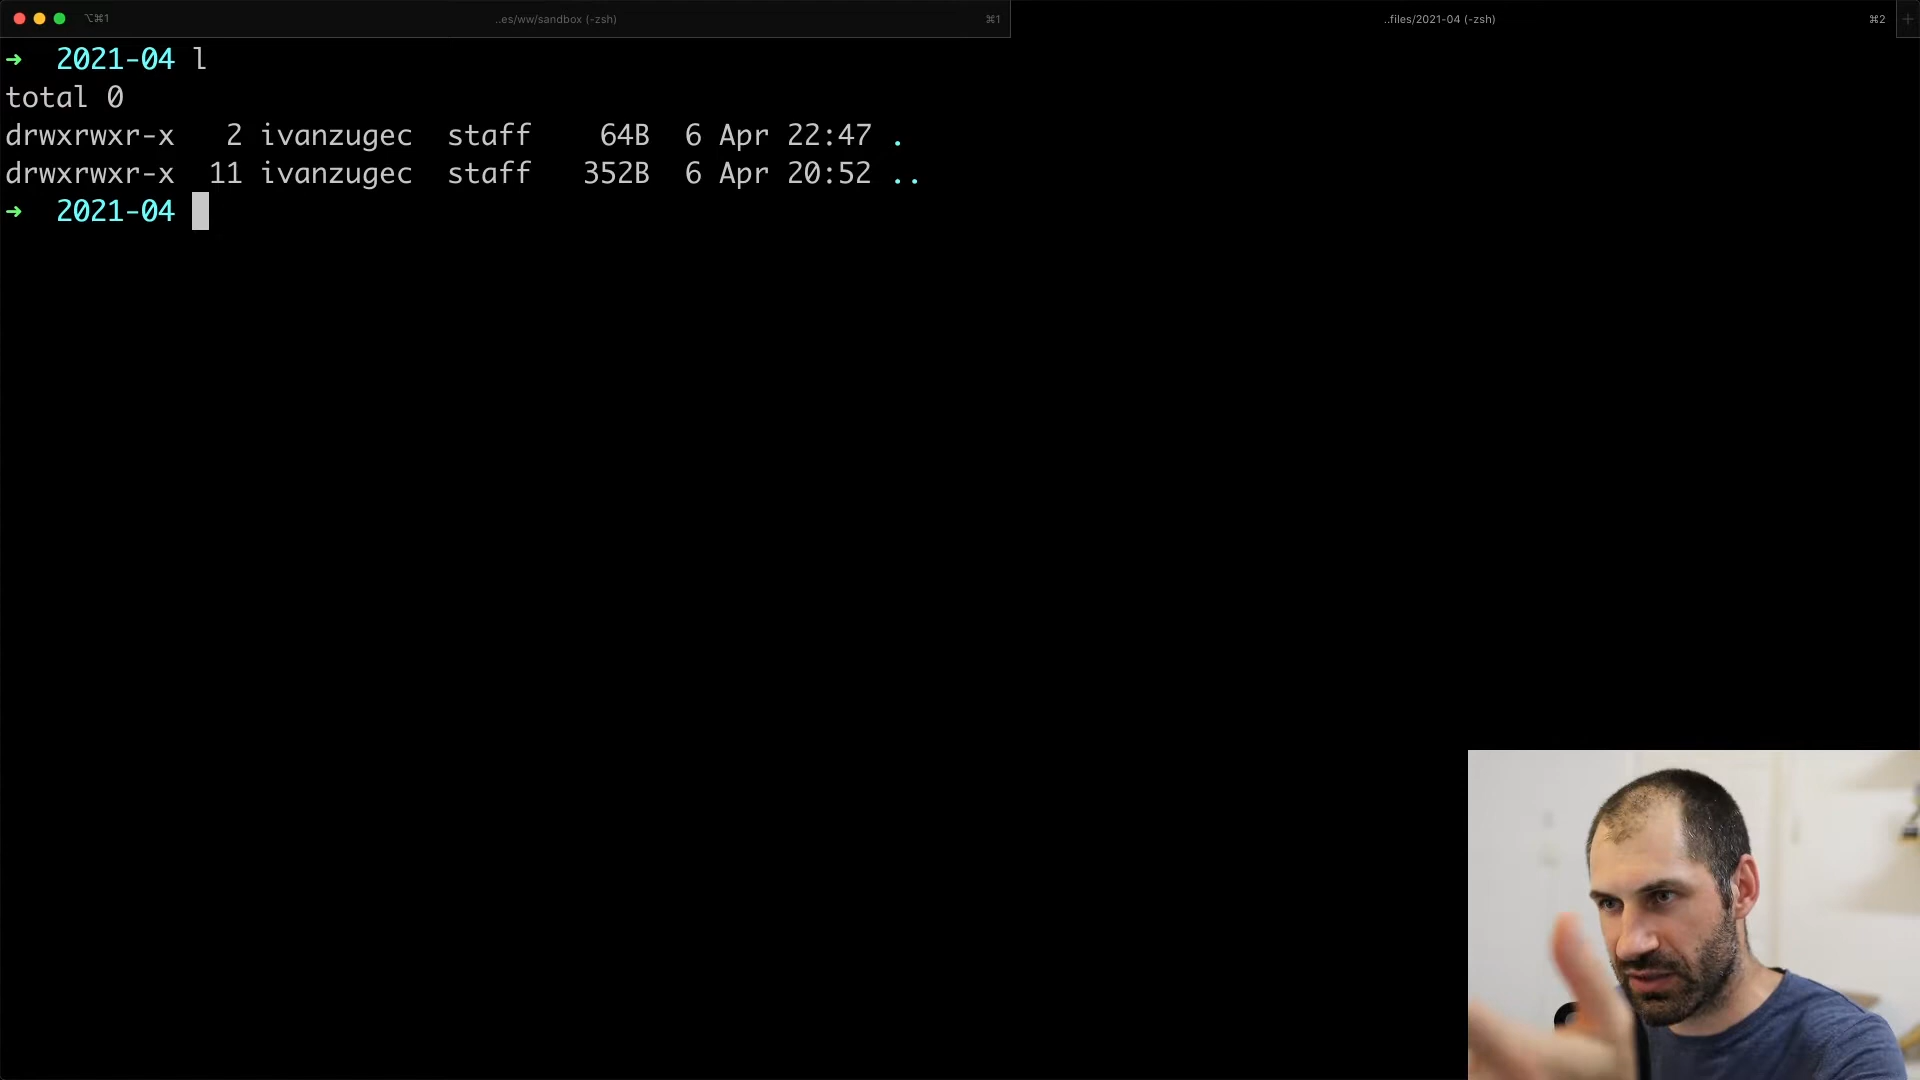 ⌥⌘1 ..es/ww/sandbox (-zsh) ⌘1 ..files/2021-04 (-zsh) ⌘2 +
➜ 2021-04 l
total 0
drwxrwxr-x 2 ivanzugec staff 64B 6 Apr 22:47 .
drwxrwxr-x 11 ivanzugec staff 352B 6 Apr 20:52 ..
➜ 2021-04